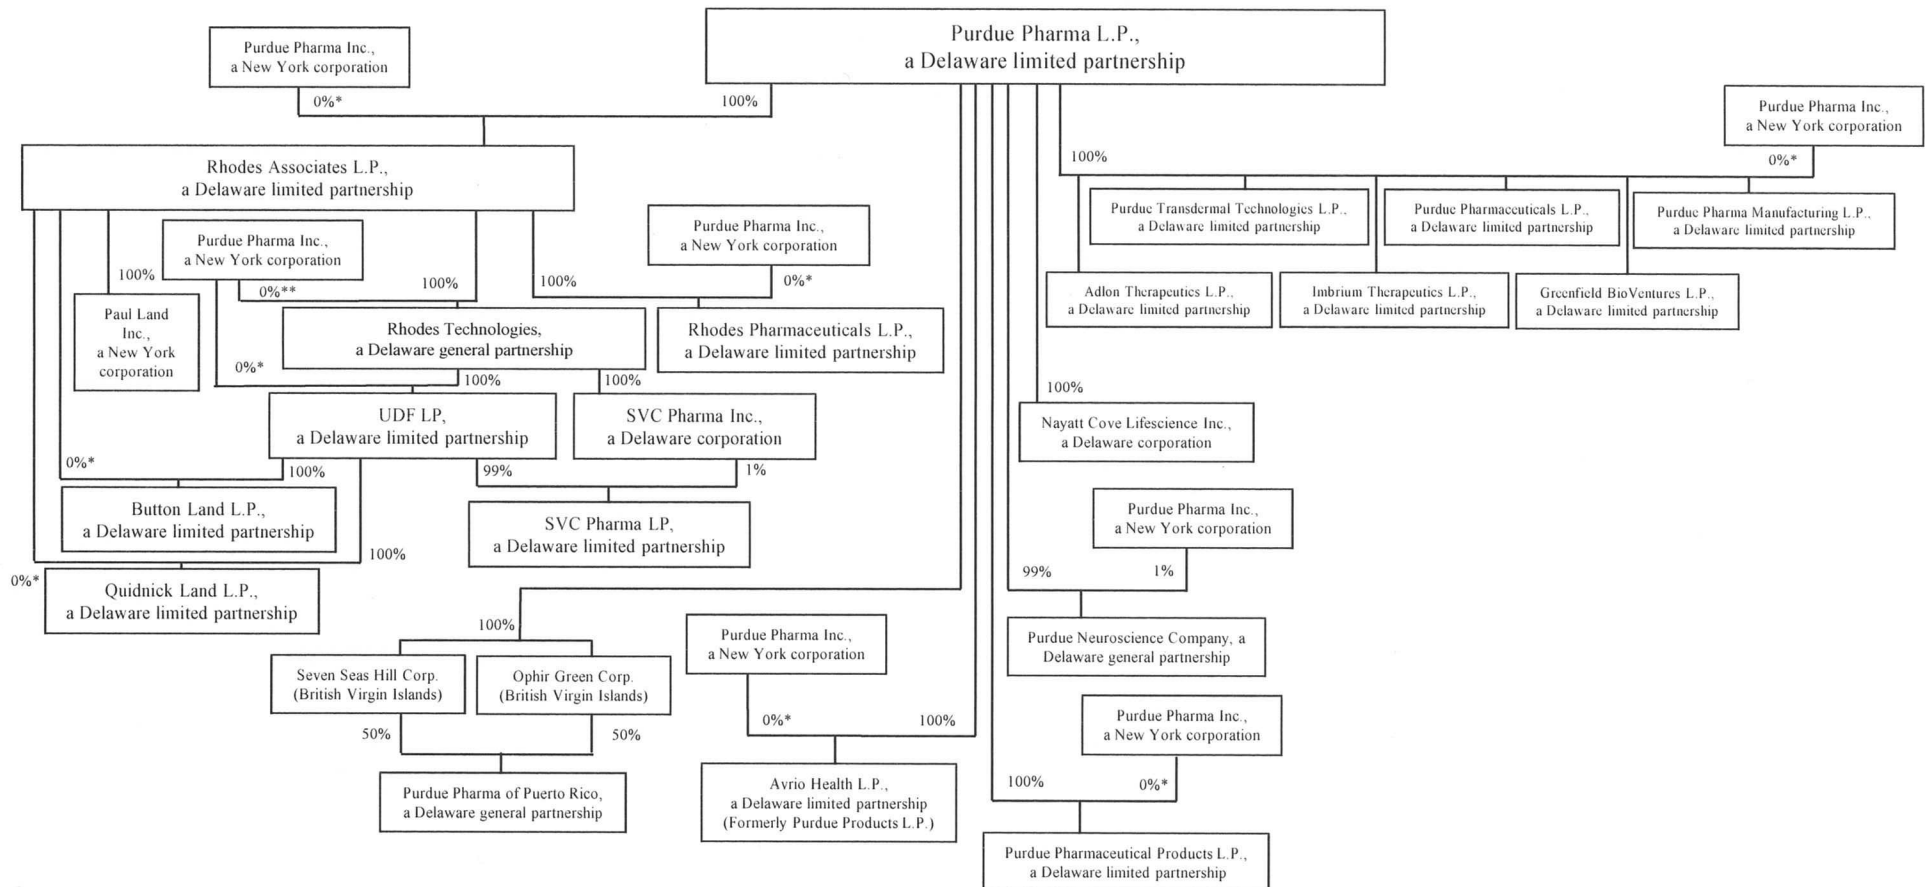 Purdue Pharma L.P.,
a Delaware limited partnership
Purdue Pharma Inc.,
a New York corporation
0%*
100%
Purdue Pharma Inc.,
a New York corporation
100%
0%*
Rhodes Associates L.P.,
a Delaware limited partnership
Purdue Transdermal Technologies L.P.,
a Delaware limited partnership
Purdue Pharmaceuticals L.P.,
a Delaware limited partnership
Purdue Pharma Manufacturing L.P.,
a Delaware limited partnership
Purdue Pharma Inc.,
a New York corporation
Purdue Pharma Inc.,
a New York corporation
100%
0%**
100%
100%
0%*
Adlon Therapeutics L.P.,
a Delaware limited partnership
Imbrium Therapeutics L.P.,
a Delaware limited partnership
Greenfield BioVentures L.P.,
a Delaware limited partnership
Paul Land
Inc.,
a New York
corporation
Rhodes Technologies,
a Delaware general partnership
Rhodes Pharmaceuticals L.P.,
a Delaware limited partnership
0%*
100%
100%
100%
UDF LP,
a Delaware limited partnership
SVC Pharma Inc.,
a Delaware corporation
Nayatt Cove Lifescience Inc.,
a Delaware corporation
0%*
100%
99%
1%
Button Land L.P.,
a Delaware limited partnership
SVC Pharma LP,
a Delaware limited partnership
Purdue Pharma Inc.,
a New York corporation
100%
0%*
Quidnick Land L.P.,
a Delaware limited partnership
99%
1%
100%
Purdue Pharma Inc.,
a New York corporation
Purdue Neuroscience Company, a
Delaware general partnership
Seven Seas Hill Corp.
(British Virgin Islands)
Ophir Green Corp.
(British Virgin Islands)
50%
50%
0%*
100%
Purdue Pharma Inc.,
a New York corporation
Purdue Pharma of Puerto Rico,
a Delaware general partnership
Avrio Health L.P.,
a Delaware limited partnership
(Formerly Purdue Products L.P.)
100%
0%*
Purdue Pharmaceutical Products L.P.,
a Delaware limited partnership